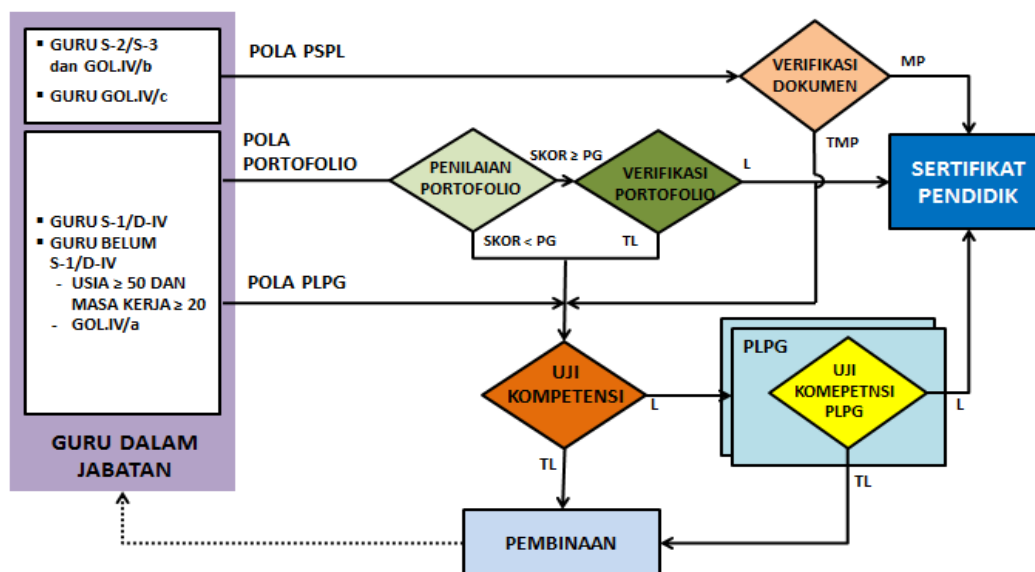 ▪ GURU S-2/S-3
dan GOL.IV/b
▪ GURU GOL.IV/c
POLA PSPL
VERIFIKASI
DOKUMEN
MP
TMP
POLA
PORTOFOLIO
PENILAIAN
PORTOFOLIO
SKOR ≥ PG
VERIFIKASI
PORTOFOLIO
L
SERTIFIKAT
PENDIDIK
SKOR < PG
TL
▪ GURU S-1/D-IV
▪ GURU BELUM
S-1/D-IV
- USIA ≥ 50 DAN
MASA KERJA ≥ 20
- GOL.IV/a
POLA PLPG
UJI
KOMPETENSI
L
PLPG
UJI
KOMEPETNSI
PLPG
L
TL
TL
GURU DALAM
JABATAN
PEMBINAAN